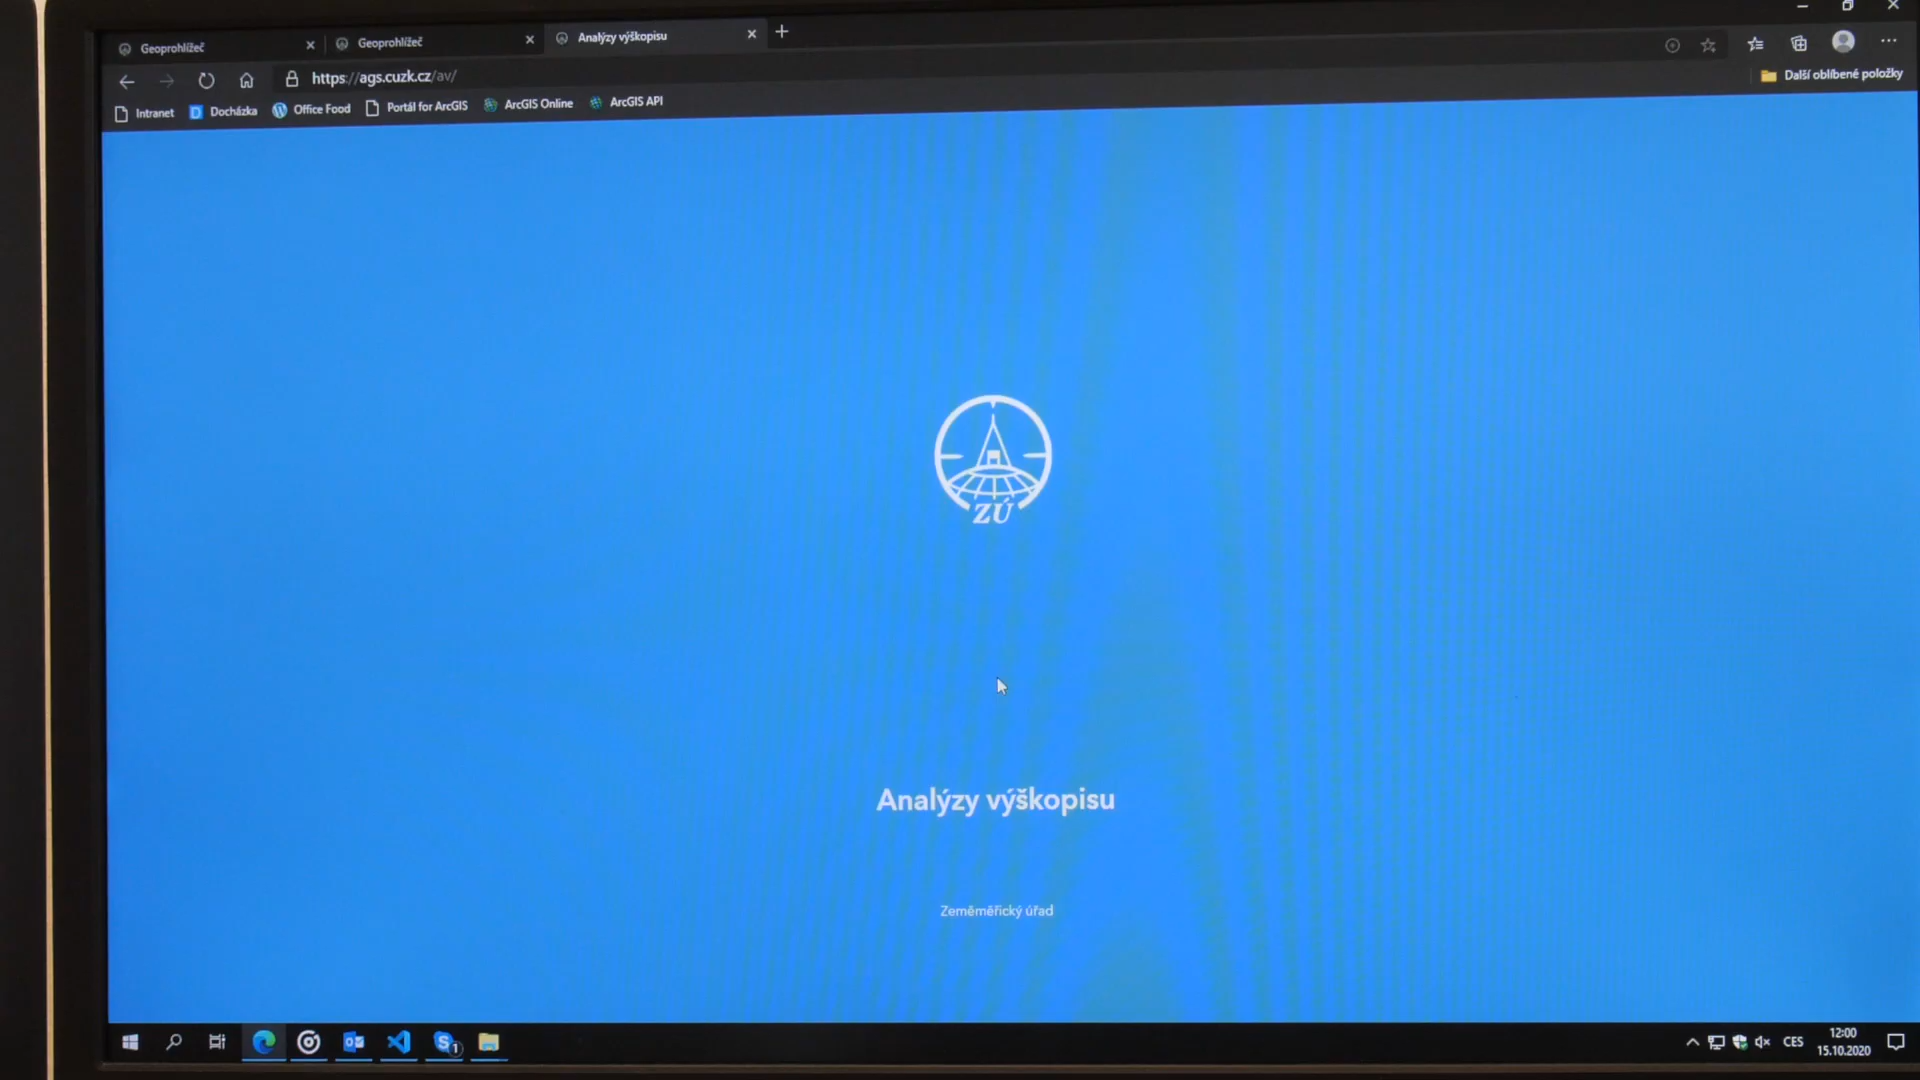 Geoprohlížeč
Geoprohlížeč
Analýzy výškopisu
https://ags.cuzk.cz/av/
Intranet
Docházka
Office Food
Portál for ArcGIS
ArcGIS Online
ArcGIS API
Další oblíbené položky
ZÚ
Analýzy výškopisu
Zeměměřický úřad
1
CES
12:00
15.10.2020